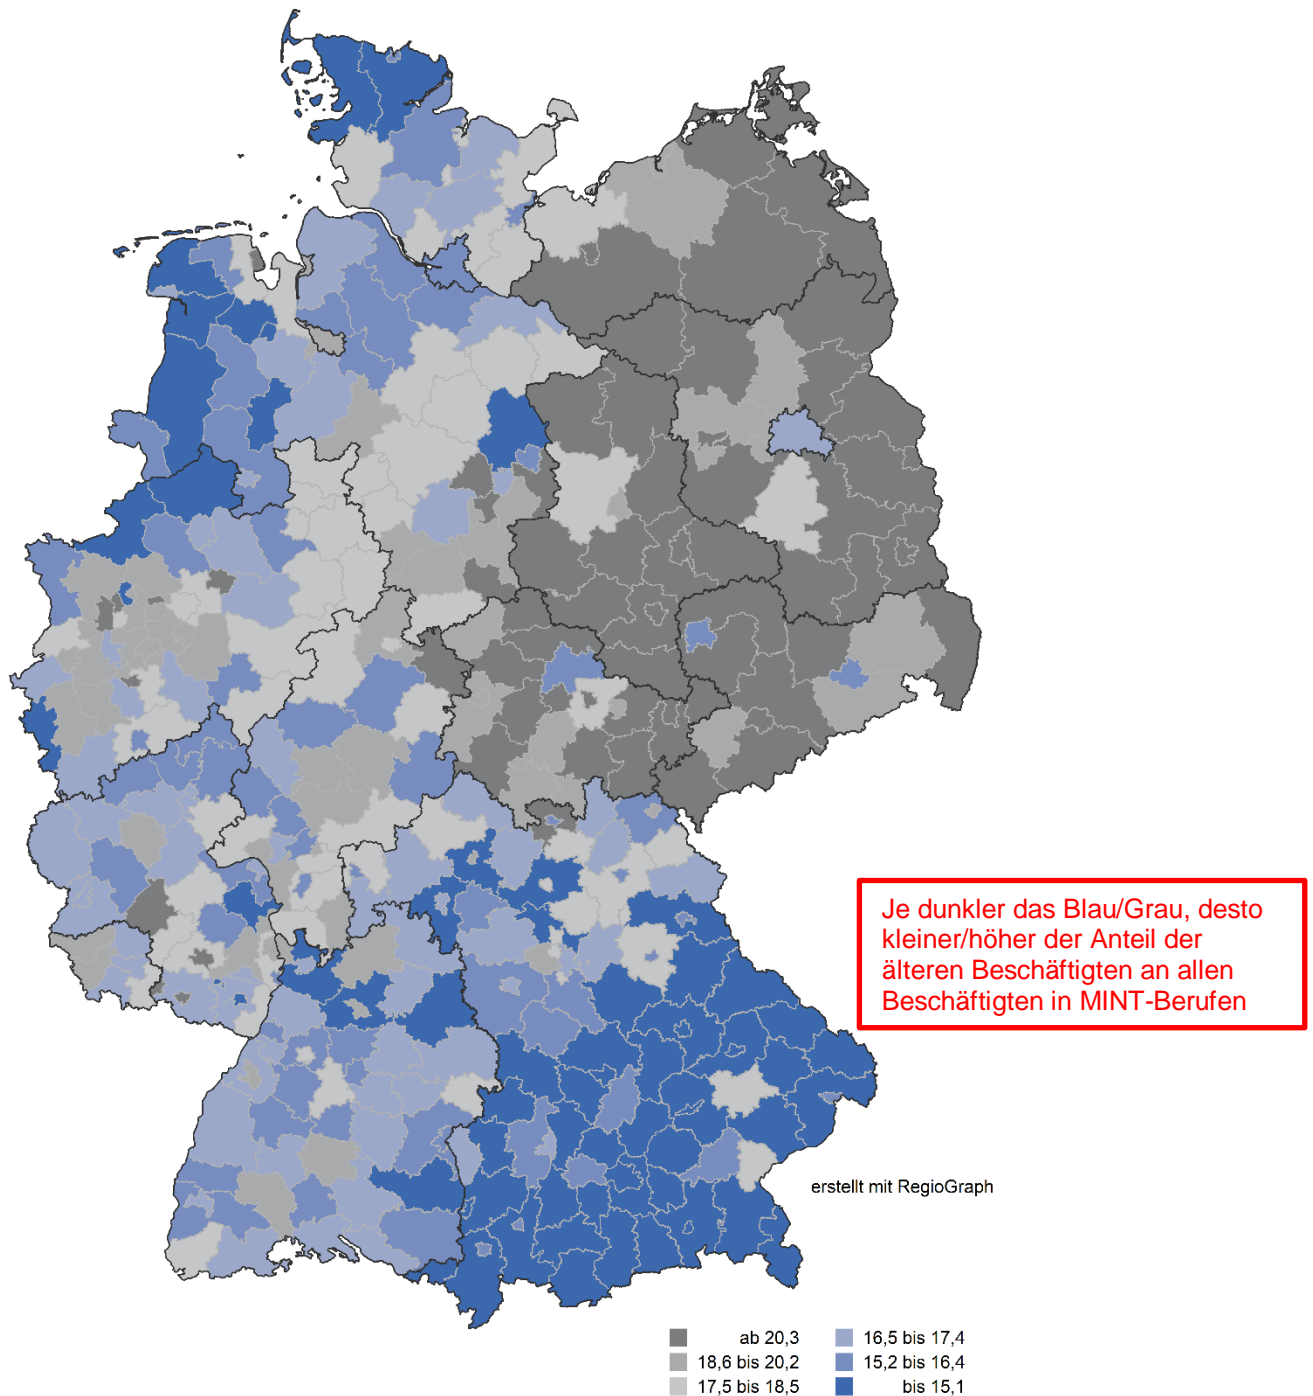 Je dunkler das Blau/Grau, desto
kleiner/höher der Anteil der
älteren Beschäftigten an allen
Beschäftigten in MINT-Berufen
erstellt mit RegioGraph
ab 20,3
18,6 bis 20,2
17,5 bis 18,5
16,5 bis 17,4
15,2 bis 16,4
bis 15,1